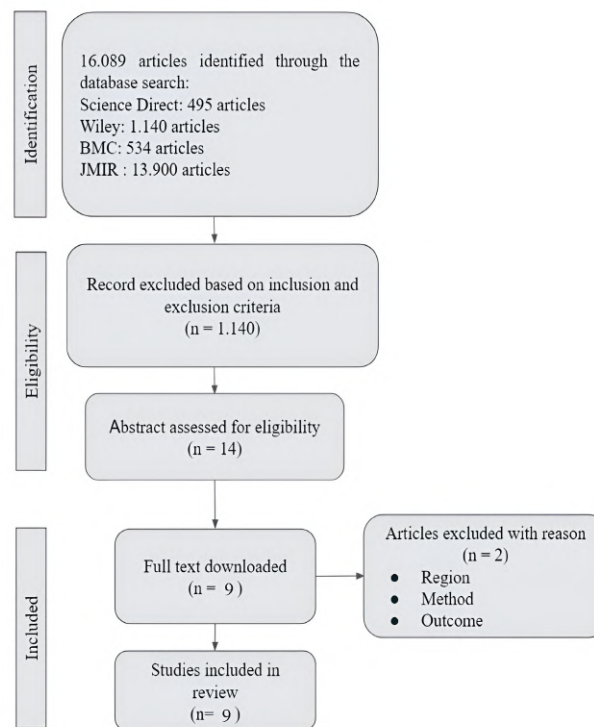 Identification
16.089 articles identified through the
database search:
Science Direct: 495 articles
Wiley: 1.140 articles
BMC: 534 articles
JMIR : 13.900 articles
Eligibility
Record excluded based on inclusion and
exclusion criteria
(n = 1.140)
Abstract assessed for eligibility
(n = 14)
Included
Full text downloaded
(n = 9 )
Articles excluded with reason
(n = 2)
● Region
● Method
● Outcome
Studies included in
review
(n= 9 )